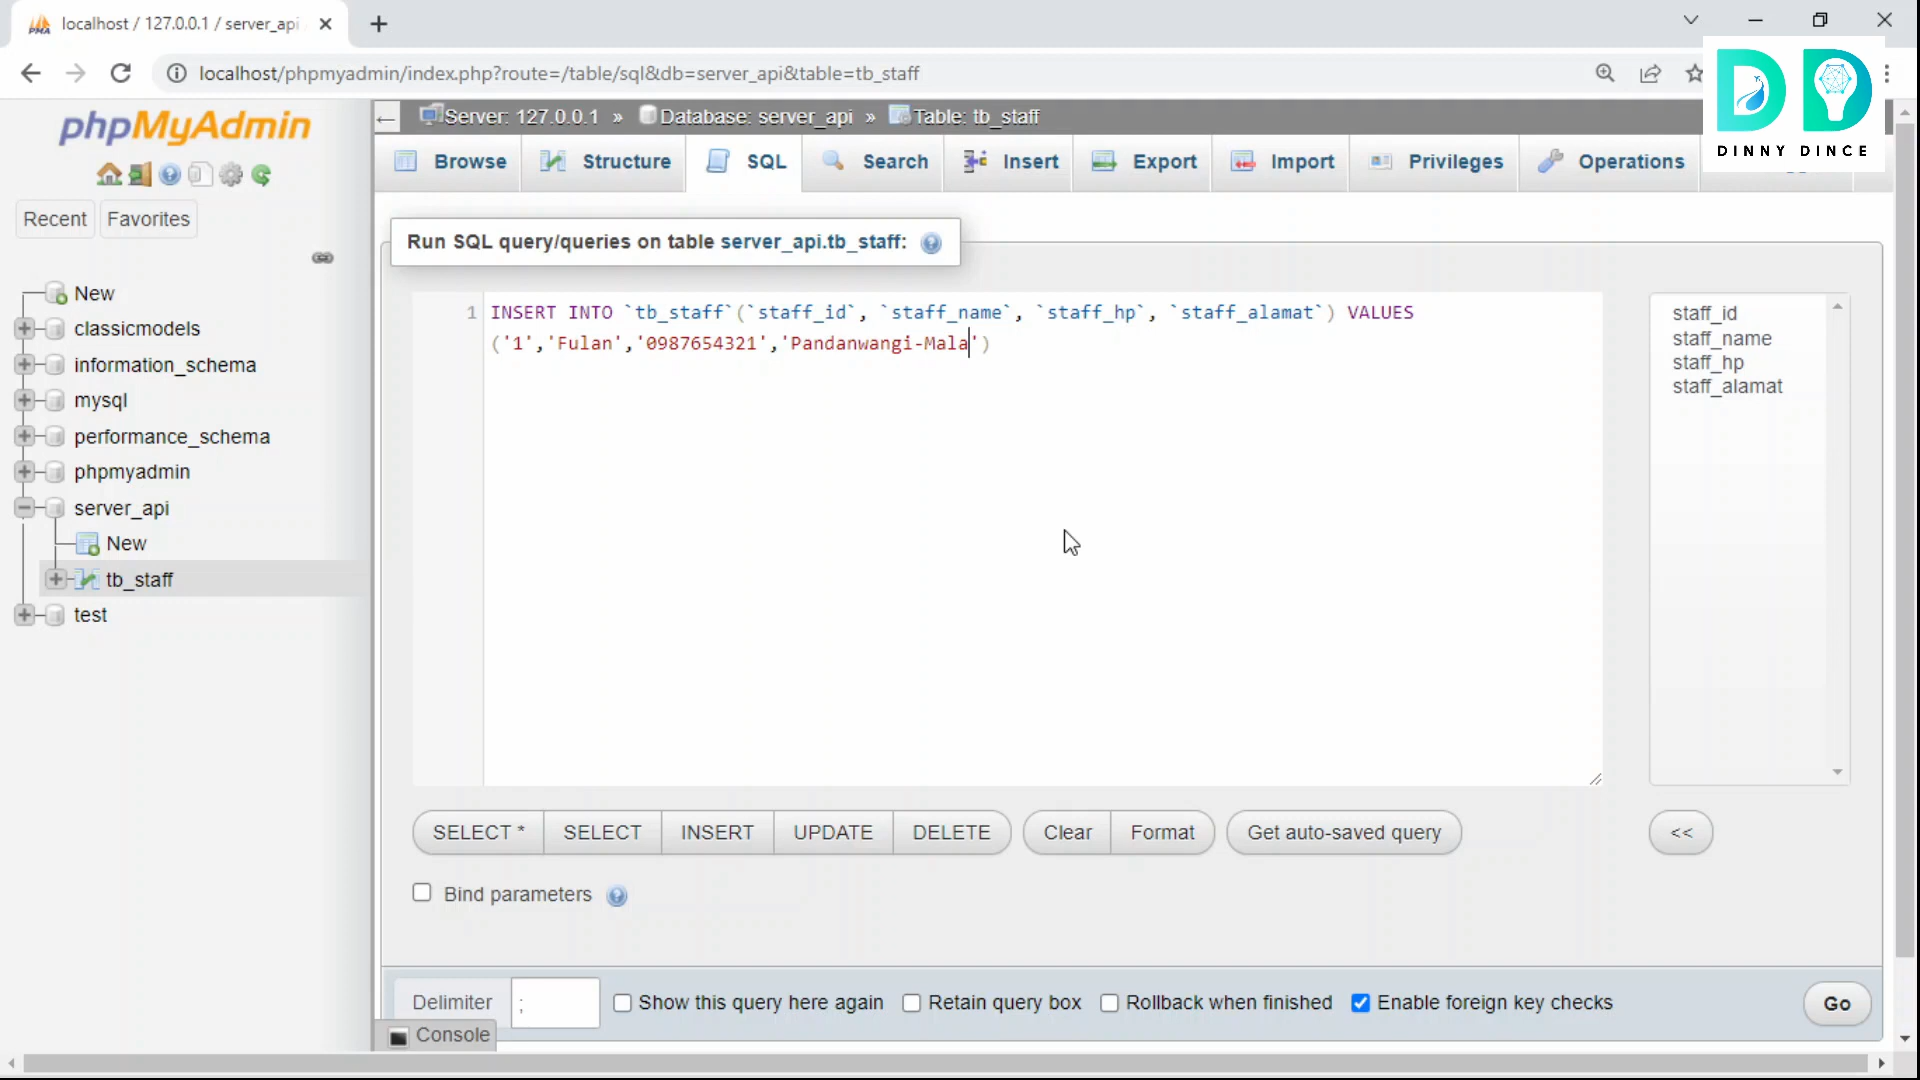 localhost / 127.0.0.1 / server_api
localhost/phpmyadmin/index.php?route=/table/sql&db=server_api&table=tb_staff
DINNY DINCE
phpMyAdmin
Recent
Favorites
New
classicmodels
information_schema
mysql
performance_schema
phpmyadmin
server_api
New
tb_staff
test
Server: 127.0.0.1 » Database: server_api » Table: tb_staff
Browse Structure SQL Search Insert Export Import Privileges Operations
Run SQL query/queries on table server_api.tb_staff:
1 INSERT INTO `tb_staff`(`staff_id`, `staff_name`, `staff_hp`, `staff_alamat`) VALUES
('1','Fulan','0987654321','Pandanwangi-Mala')
staff_id
staff_name
staff_hp
staff_alamat
SELECT * SELECT INSERT UPDATE DELETE Clear Format Get auto-saved query <<
Bind parameters
Delimiter ; Show this query here again Retain query box Rollback when finished Enable foreign key checks Go
Console